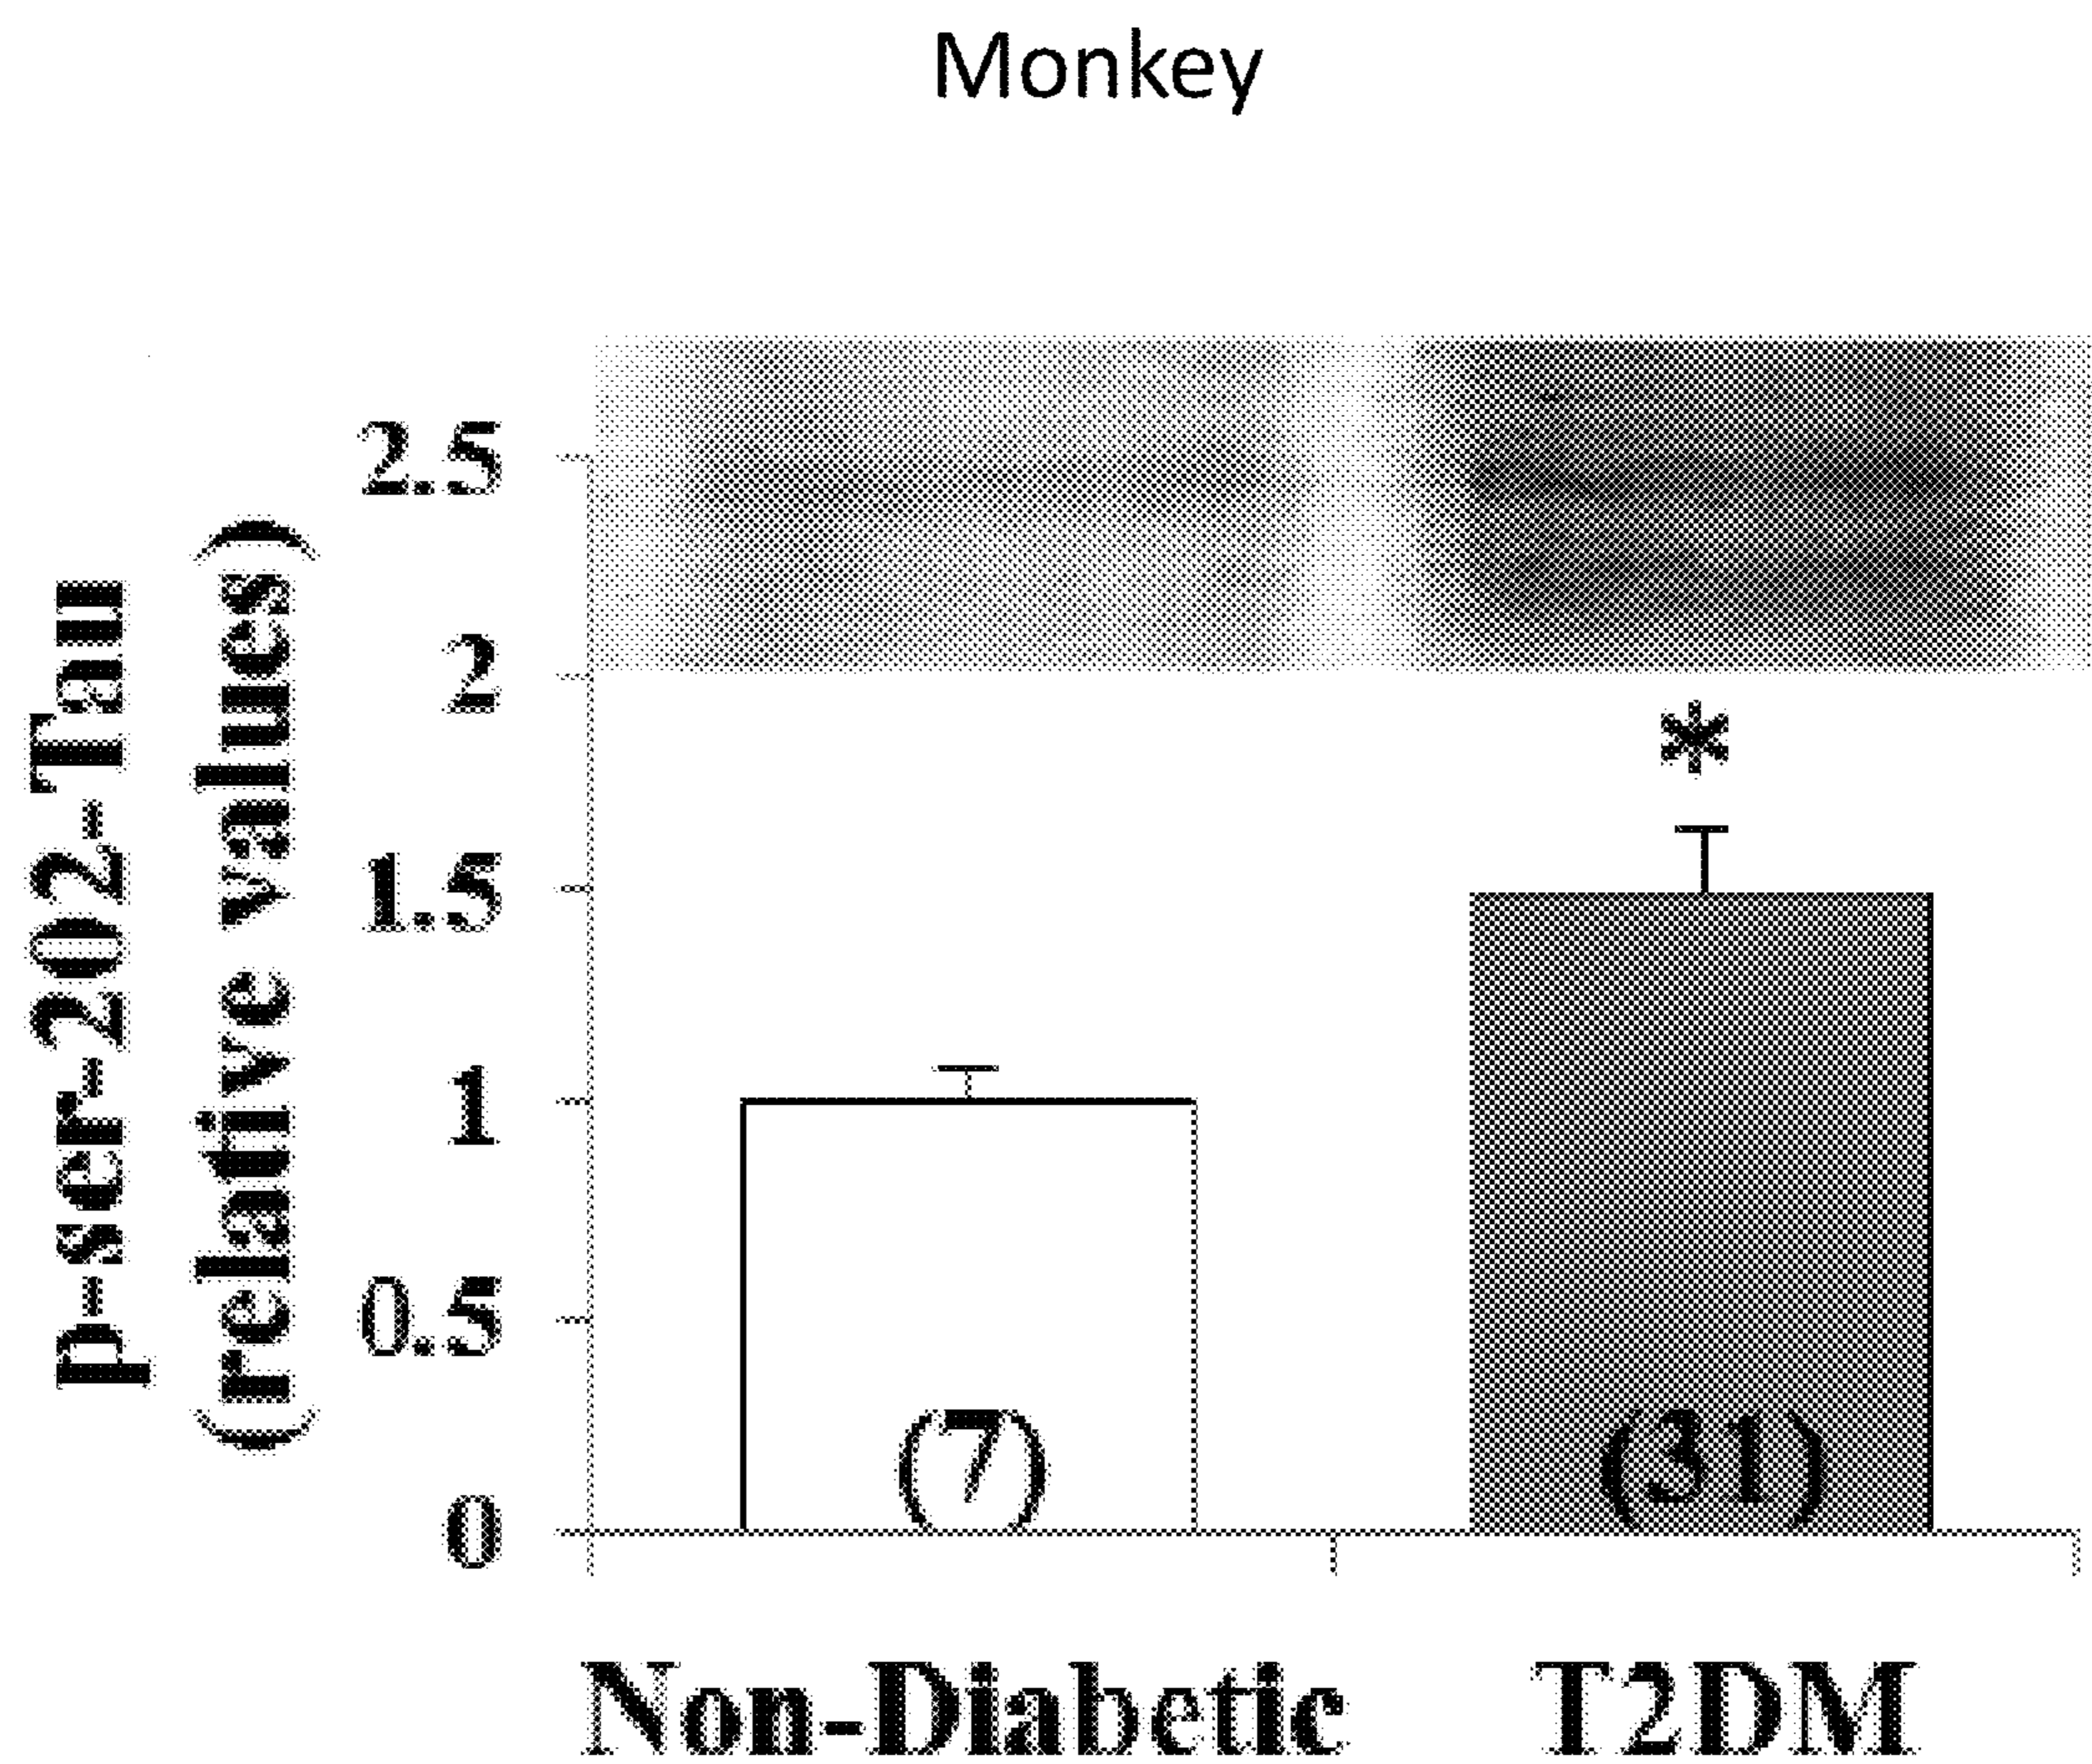 Monkey
p-ser-202-Tau
(relative values)
2.5
2
*
1.5
1
0.5
(7)
(31)
0
Non-Diabetic
T2DM